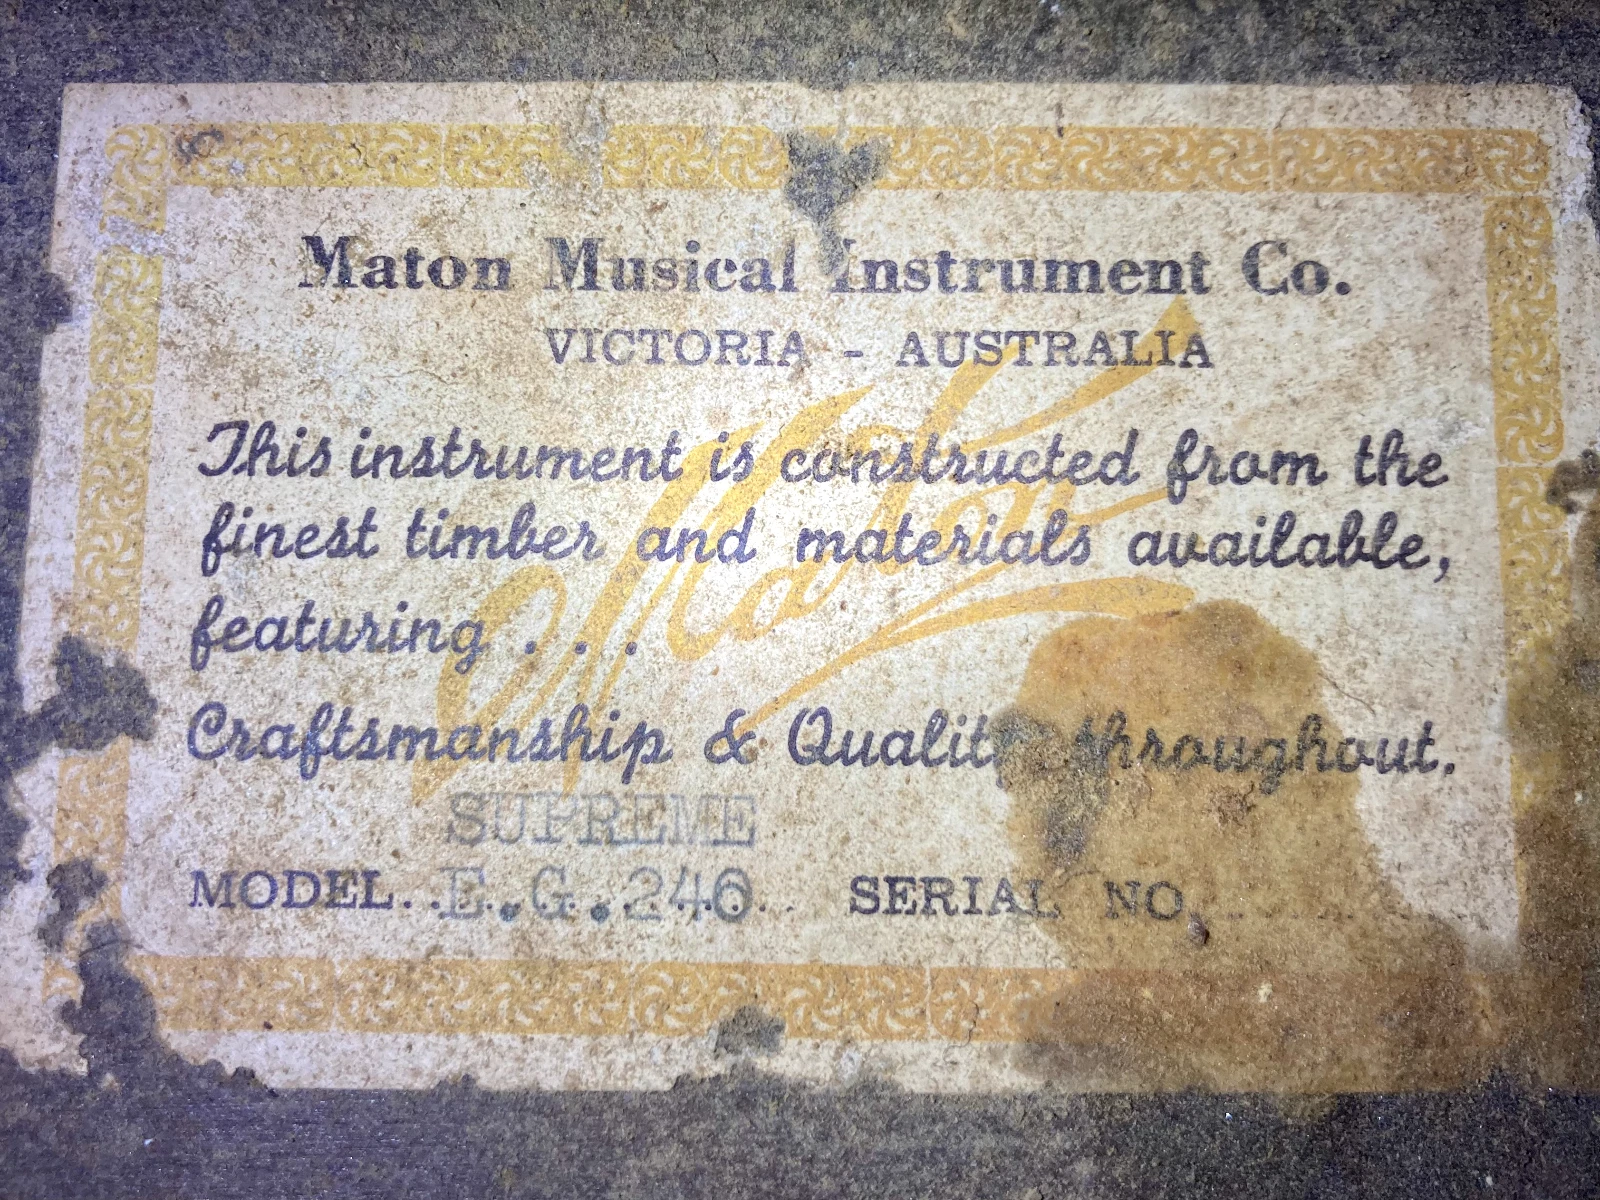 Maton Musical Instrument Co.
VICTORIA - AUSTRALIA
Maton
This instrument is constructed from the
finest timber and materials available,
featuring . . .
Craftsmanship & Quality throughout.
SUPREME
MODEL..E.G.246.. SERIAL NO.